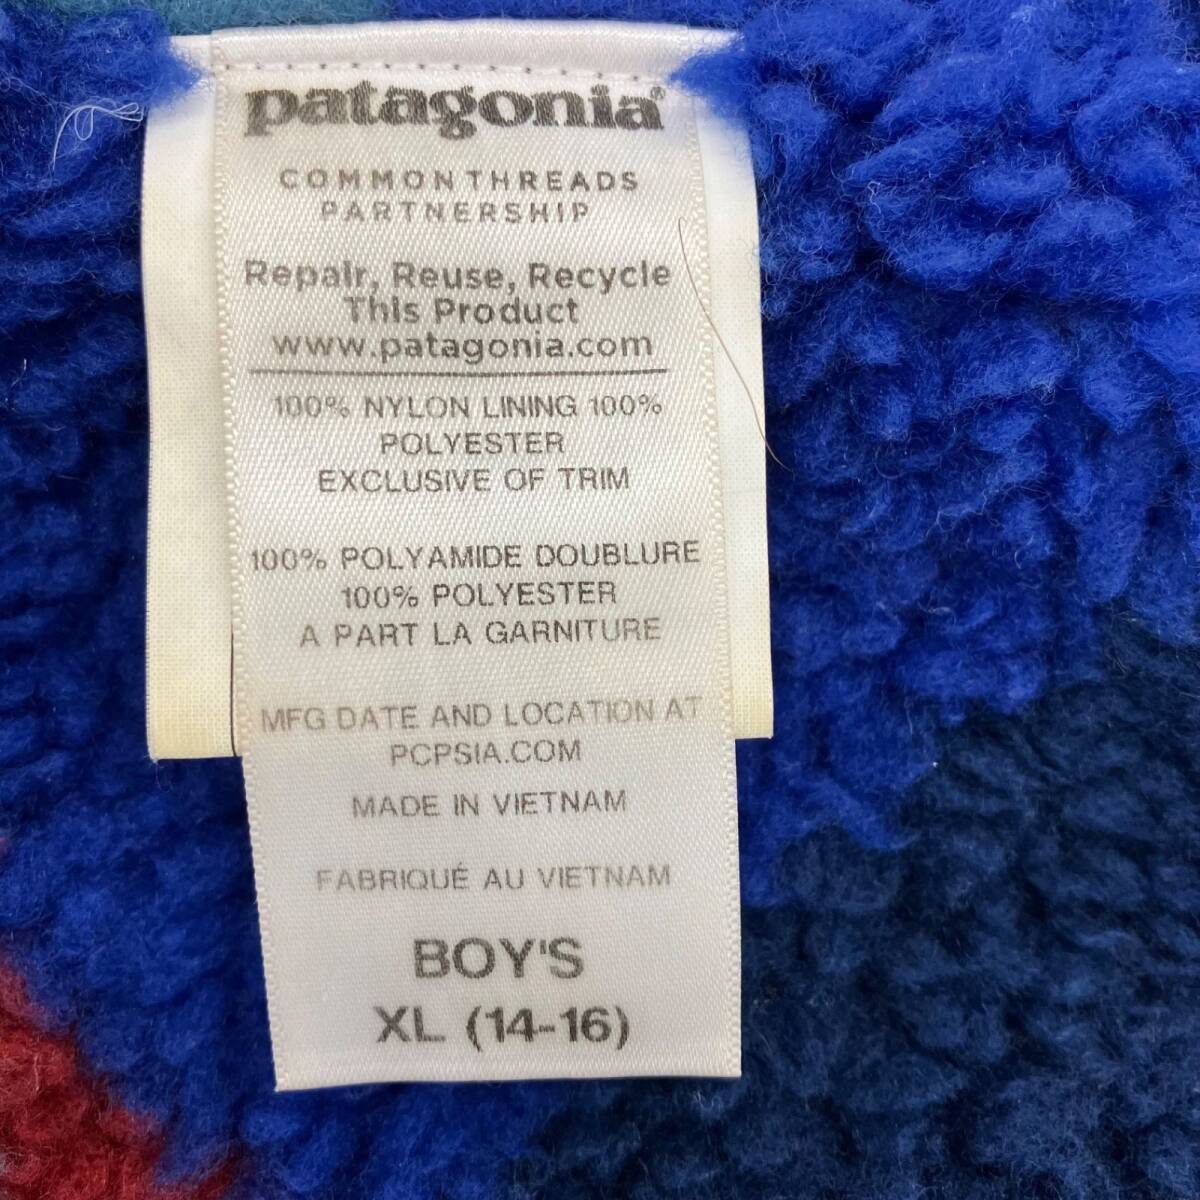 patagonia®
COMMON THREADS
PARTNERSHIP
Repair, Reuse, Recycle
This Product
www.patagonia.com
100% NYLON LINING 100%
POLYESTER
EXCLUSIVE OF TRIM
100% POLYAMIDE DOUBLURE
100% POLYESTER
A PART LA GARNITURE
MFG DATE AND LOCATION AT
PCPSIA.COM
MADE IN VIETNAM
FABRIQUÉ AU VIETNAM
BOY'S
XL (14-16)